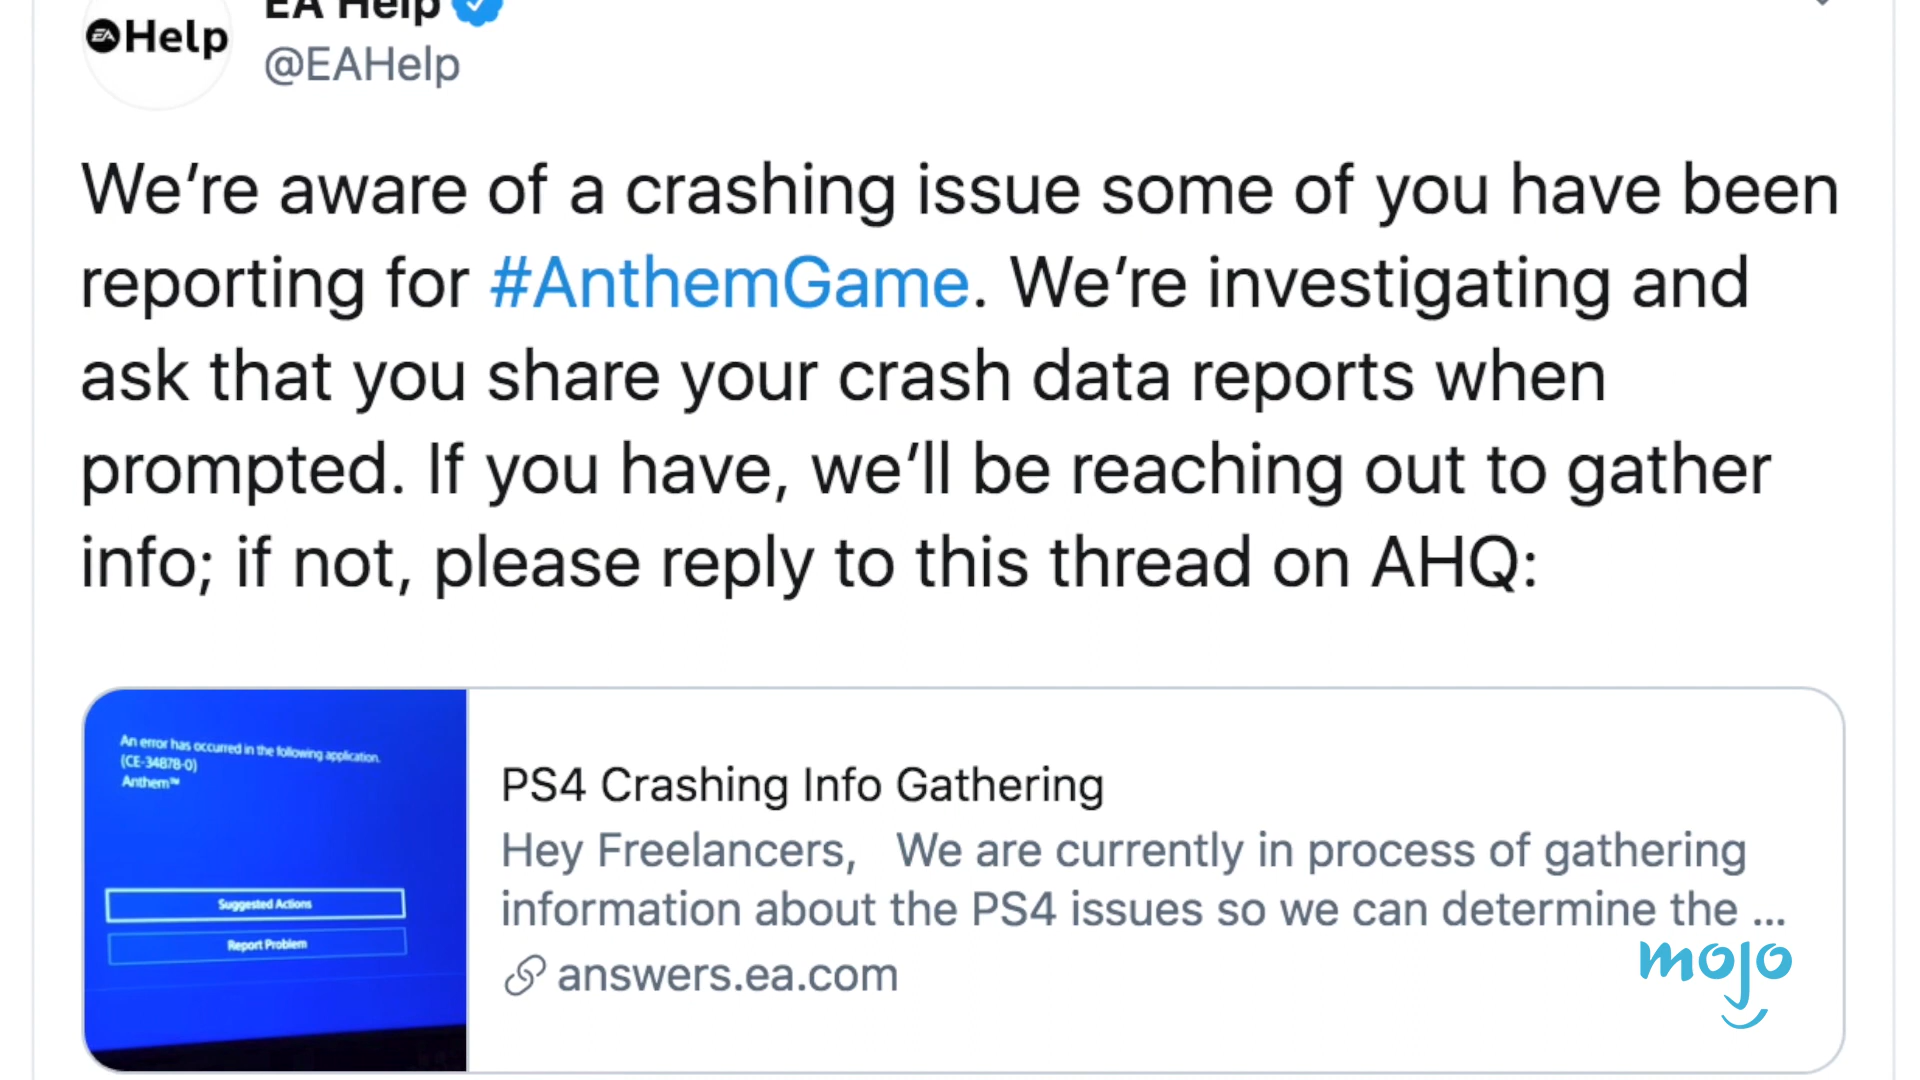 EA Help
EA Help
@EAHelp
We’re aware of a crashing issue some of you have been
reporting for #AnthemGame. We’re investigating and
ask that you share your crash data reports when
prompted. If you have, we’ll be reaching out to gather
info; if not, please reply to this thread on AHQ:
An error has occurred in the following application.
(CE-34878-0)
Anthem™
Suggested Actions
Report Problem
PS4 Crashing Info Gathering
Hey Freelancers, We are currently in process of gathering
information about the PS4 issues so we can determine the ...
answers.ea.com
mojo